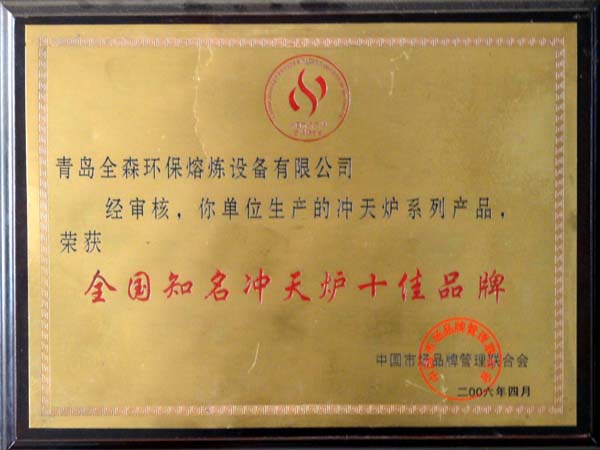 青岛全森环保熔炼设备有限公司
经审核，你单位生产的冲天炉系列产品，
荣获
全国知名冲天炉十佳品牌
中国市场品牌管理联合会
二00六年四月